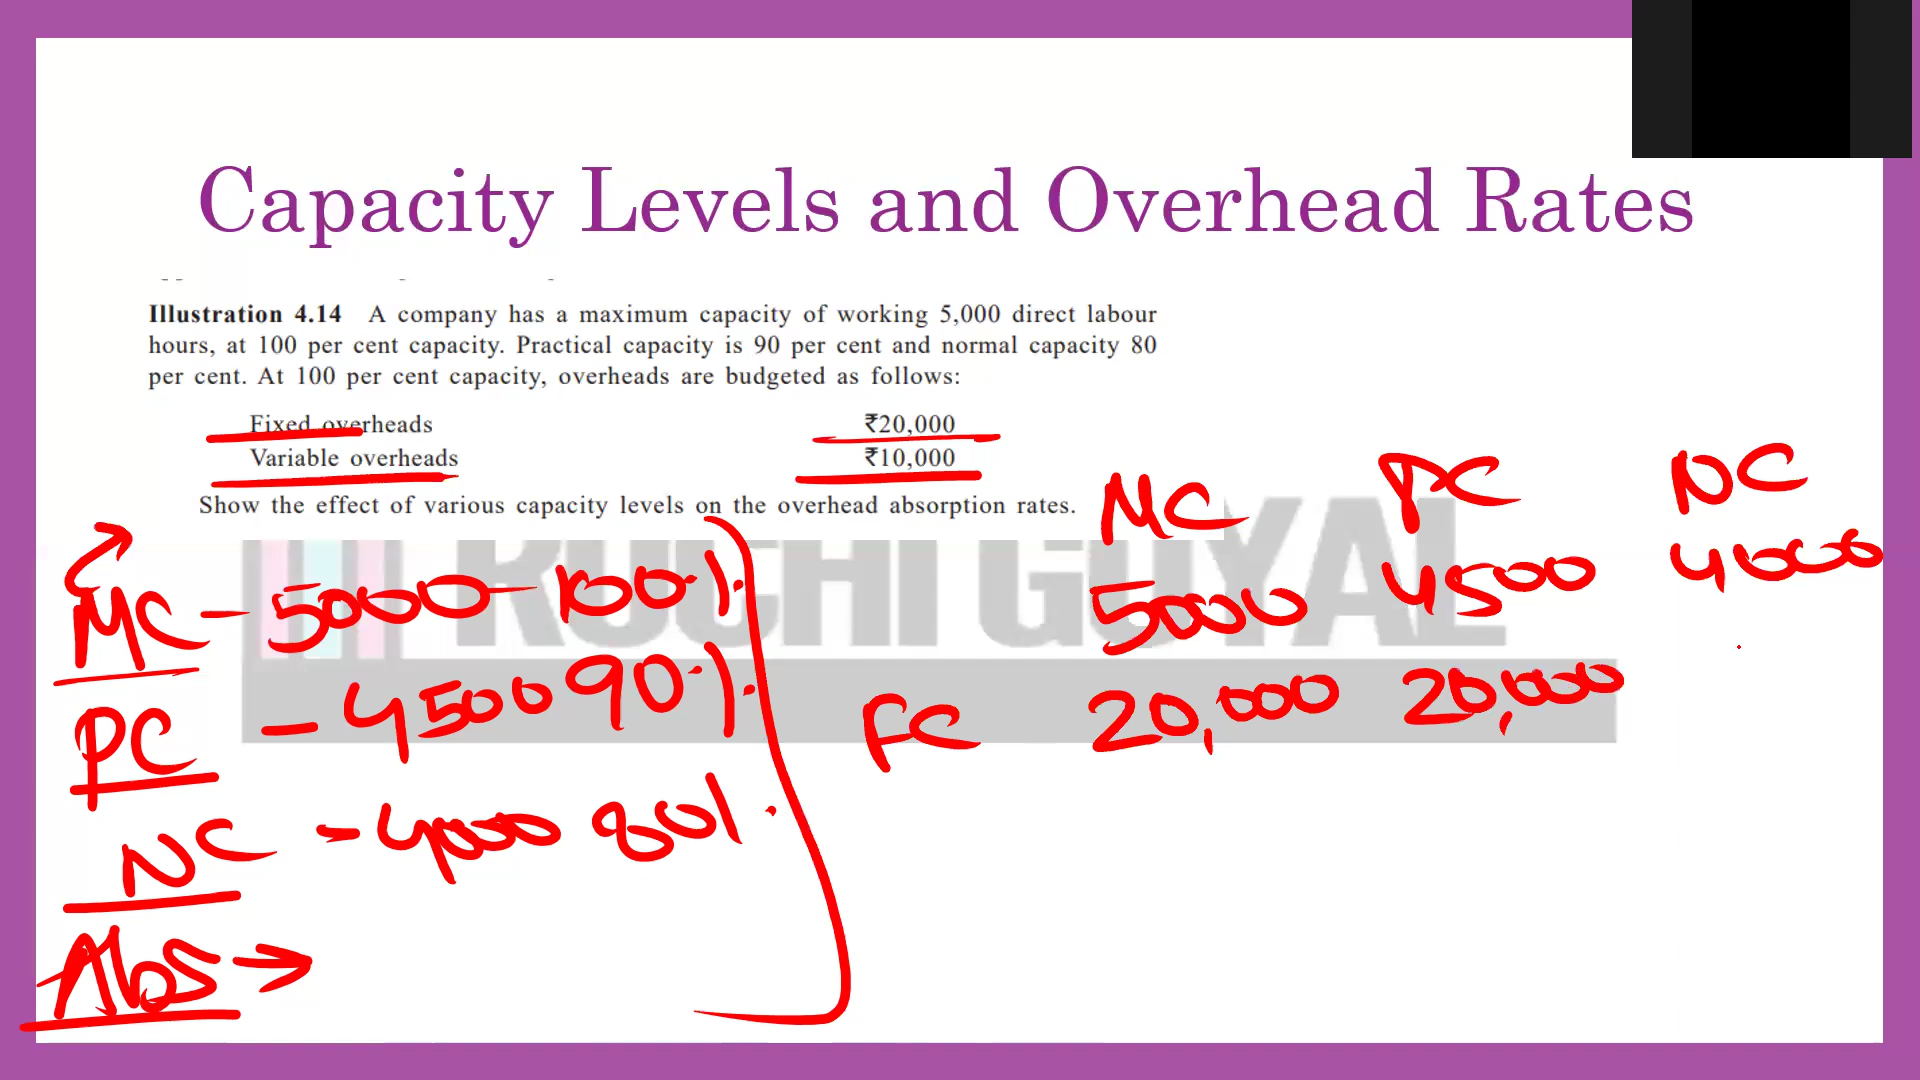 Capacity Levels and Overhead Rates
Illustration 4.14 A company has a maximum capacity of working 5,000 direct labour
hours, at 100 per cent capacity. Practical capacity is 90 per cent and normal capacity 80
per cent. At 100 per cent capacity, overheads are budgeted as follows:
Fixed overheads ₹20,000
Variable overheads ₹10,000
Show the effect of various capacity levels on the overhead absorption rates.
RUCHI GOYAL
MC - 5000 - 100%
PC - 4500 90%
NC - 4000 80%
Abs →
MC PC NC
5000 4500 4000
FC 20,000 20,000